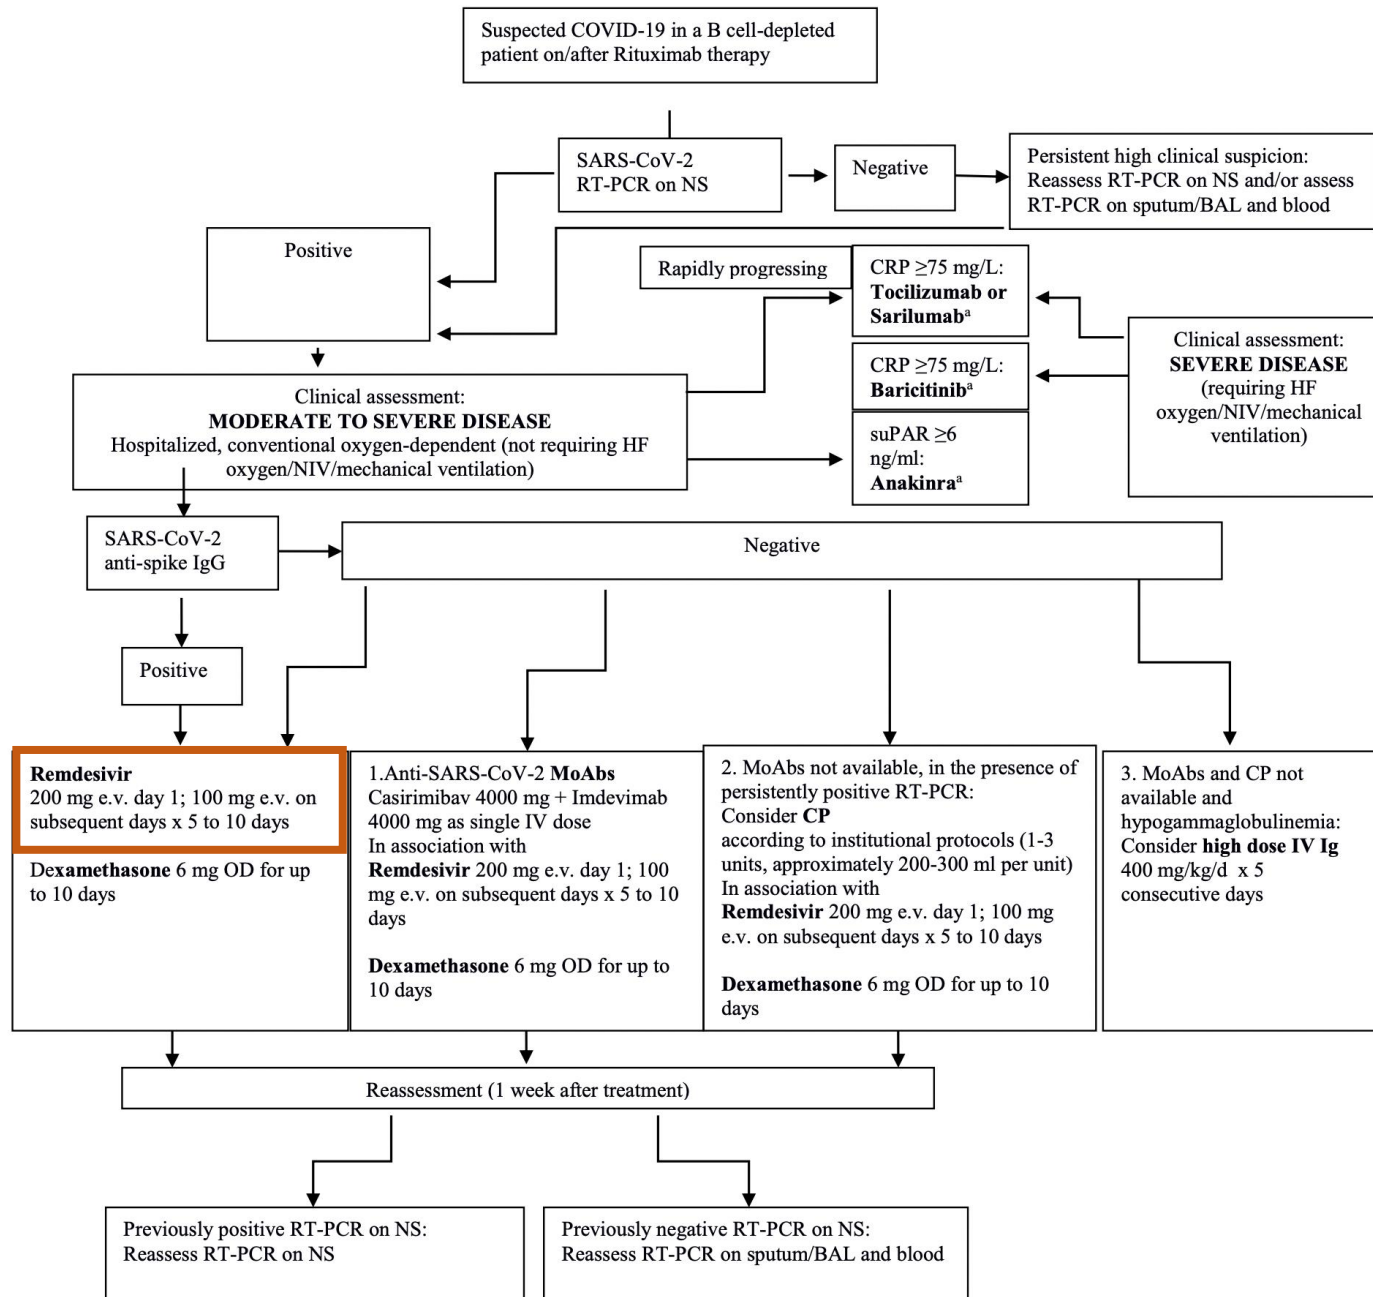 Suspected COVID-19 in a B cell-depleted
patient on/after Rituximab therapy
SARS-CoV-2
RT-PCR on NS
Negative
Persistent high clinical suspicion:
Reassess RT-PCR on NS and/or assess
RT-PCR on sputum/BAL and blood
Positive
Rapidly progressing
CRP ≥75 mg/L:
Tocilizumab or
Sarilumabᵃ
CRP ≥75 mg/L:
Baricitinibᵃ
suPAR ≥6
ng/ml:
Anakinraᵃ
Clinical assessment:
SEVERE DISEASE
(requiring HF
oxygen/NIV/mechanical
ventilation)
Clinical assessment:
MODERATE TO SEVERE DISEASE
Hospitalized, conventional oxygen-dependent (not requiring HF
oxygen/NIV/mechanical ventilation)
SARS-CoV-2
anti-spike IgG
Negative
Positive
Remdesivir
200 mg e.v. day 1; 100 mg e.v. on
subsequent days x 5 to 10 days
Dexamethasone 6 mg OD for up
to 10 days
1.Anti-SARS-CoV-2 MoAbs
Casirimibav 4000 mg + Imdevimab
4000 mg as single IV dose
In association with
Remdesivir 200 mg e.v. day 1; 100
mg e.v. on subsequent days x 5 to 10
days
Dexamethasone 6 mg OD for up to
10 days
2. MoAbs not available, in the presence of
persistently positive RT-PCR:
Consider CP
according to institutional protocols (1-3
units, approximately 200-300 ml per unit)
In association with
Remdesivir 200 mg e.v. day 1; 100 mg
e.v. on subsequent days x 5 to 10 days
Dexamethasone 6 mg OD for up to 10
days
3. MoAbs and CP not
available and
hypogammaglobulinemia:
Consider high dose IV Ig
400 mg/kg/d x 5
consecutive days
Reassessment (1 week after treatment)
Previously positive RT-PCR on NS:
Reassess RT-PCR on NS
Previously negative RT-PCR on NS:
Reassess RT-PCR on sputum/BAL and blood